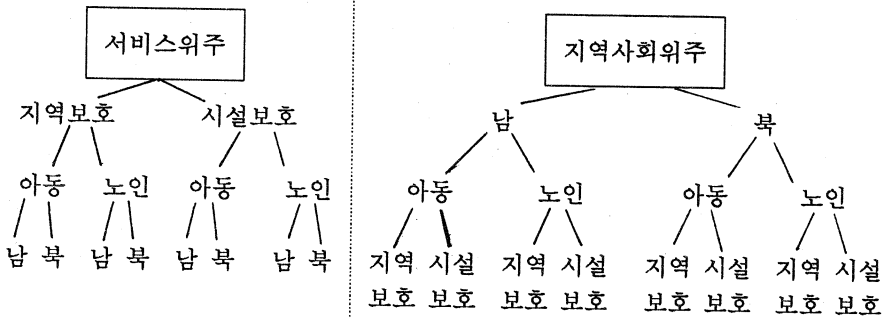 서비스위주
지역보호 시설보호
아동 노인 아동 노인
남 북 남 북 남 북 남 북
지역사회위주
남 북
아동 노인 아동 노인
지역 시설 지역 시설 지역 시설 지역 시설
보호 보호 보호 보호 보호 보호 보호 보호